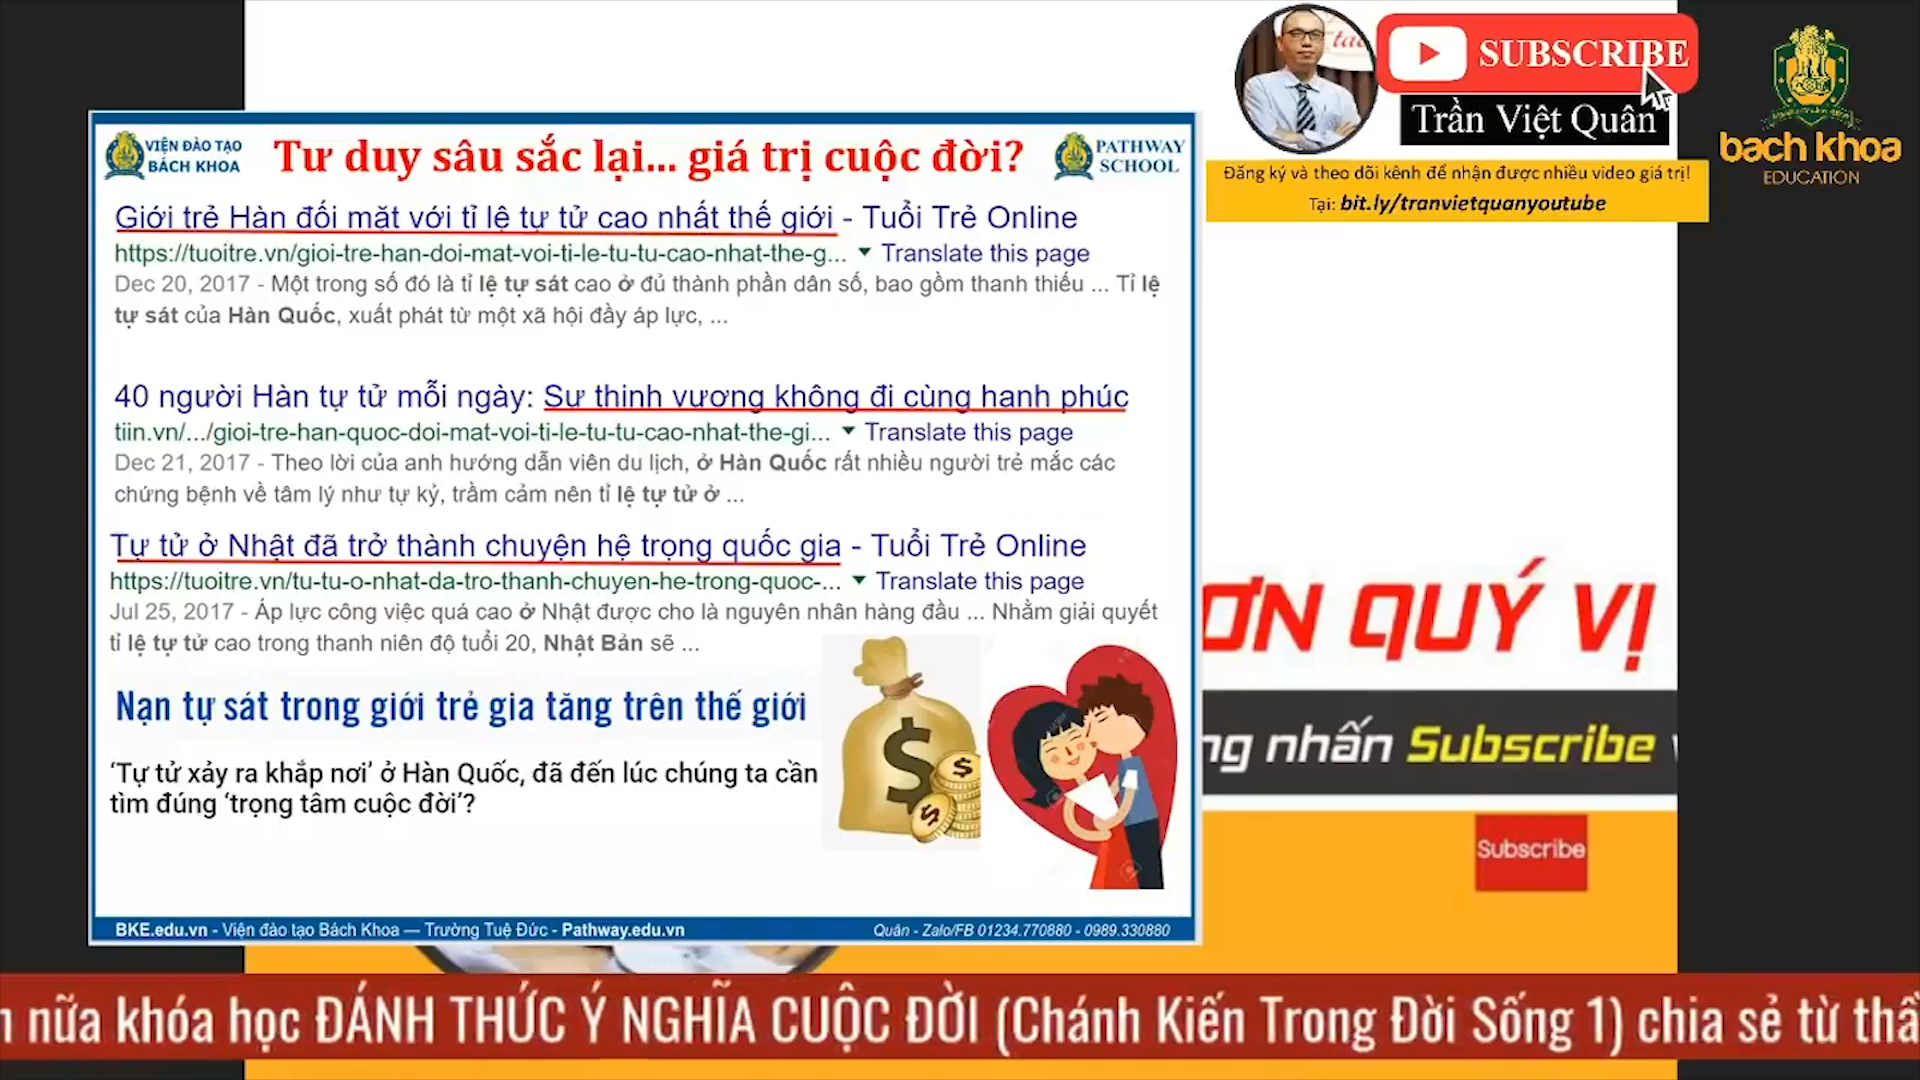 SUBSCRIBE
Trần Việt Quân
Đăng ký và theo dõi kênh để nhận được nhiều video giá trị!
Tại: bit.ly/tranvietquanyoutube
bách khoa
EDUCATION
VIỆN ĐÀO TẠO
BÁCH KHOA
Tư duy sâu sắc lại... giá trị cuộc đời?
PATHWAY
SCHOOL
Giới trẻ Hàn đối mặt với tỉ lệ tự tử cao nhất thế giới - Tuổi Trẻ Online
https://tuoitre.vn/gioi-tre-han-doi-mat-voi-ti-le-tu-tu-cao-nhat-the-g... ▼ Translate this page
Dec 20, 2017 - Một trong số đó là tỉ lệ tự sát cao ở đủ thành phần dân số, bao gồm thanh thiếu ... Tỉ lệ
tự sát của Hàn Quốc, xuất phát từ một xã hội đầy áp lực, ...
40 người Hàn tự tử mỗi ngày: Sự thịnh vượng không đi cùng hạnh phúc
tiin.vn/.../gioi-tre-han-quoc-doi-mat-voi-ti-le-tu-tu-cao-nhat-the-gi... ▼ Translate this page
Dec 21, 2017 - Theo lời của anh hướng dẫn viên du lịch, ở Hàn Quốc rất nhiều người trẻ mắc các
chứng bệnh về tâm lý như tự kỷ, trầm cảm nên tỉ lệ tự tử ở ...
Tự tử ở Nhật đã trở thành chuyện hệ trọng quốc gia - Tuổi Trẻ Online
https://tuoitre.vn/tu-tu-o-nhat-da-tro-thanh-chuyen-he-trong-quoc-... ▼ Translate this page
Jul 25, 2017 - Áp lực công việc quá cao ở Nhật được cho là nguyên nhân hàng đầu ... Nhằm giải quyết
tỉ lệ tự tử cao trong thanh niên độ tuổi 20, Nhật Bản sẽ ...
Nạn tự sát trong giới trẻ gia tăng trên thế giới
‘Tự tử xảy ra khắp nơi’ ở Hàn Quốc, đã đến lúc chúng ta cần
tìm đúng ‘trọng tâm cuộc đời’?
ƠN QUÝ VỊ
ng nhấn Subscribe
Subscribe
BKE.edu.vn - Viện đào tạo Bách Khoa — Trường Tuệ Đức - Pathway.edu.vn
Quân - Zalo/FB 01234.770880 - 0989.330880
nữa khóa học ĐÁNH THỨC Ý NGHĨA CUỘC ĐỜI (Chánh Kiến Trong Đời Sống 1) chia sẻ từ thầ